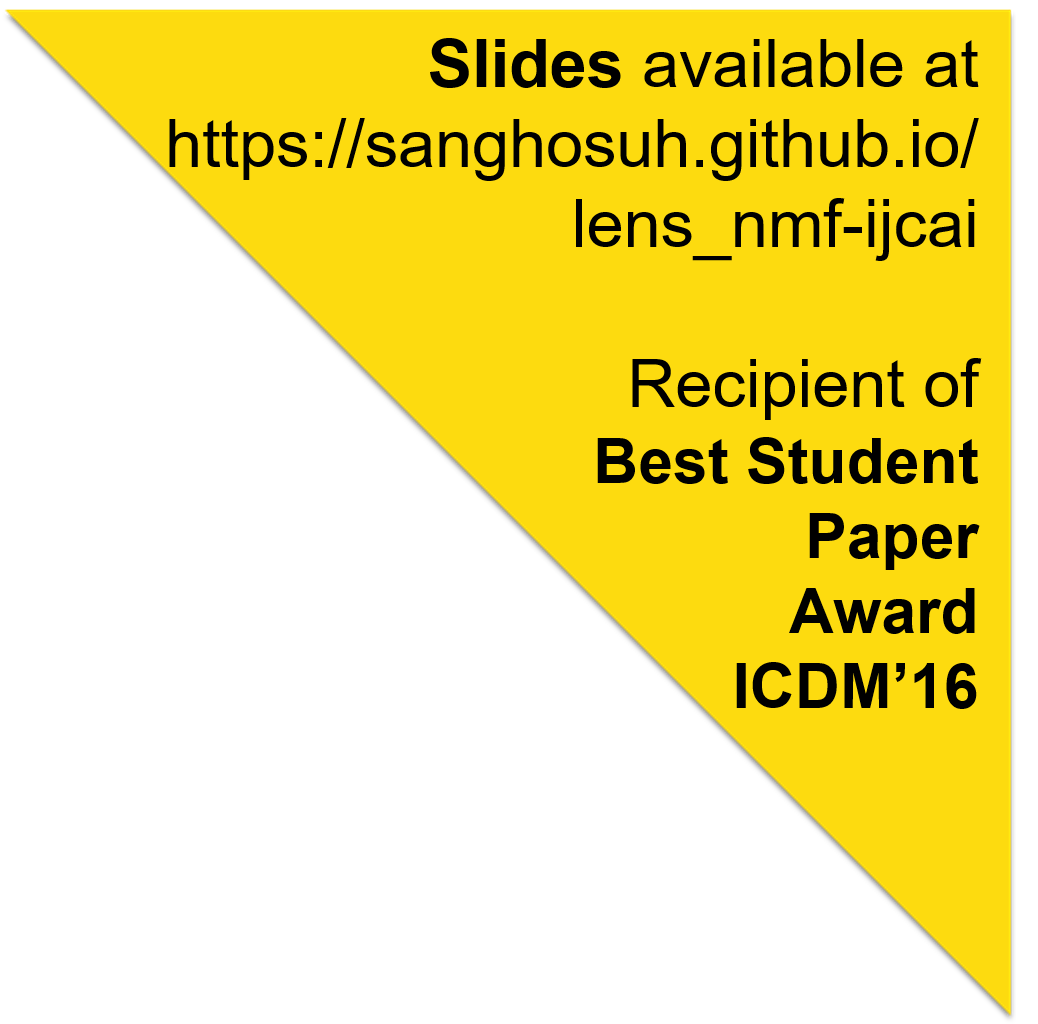 Slides available at
https://sanghosuh.github.io/
lens_nmf-ijcai
Recipient of
Best Student
Paper
Award
ICDM’16